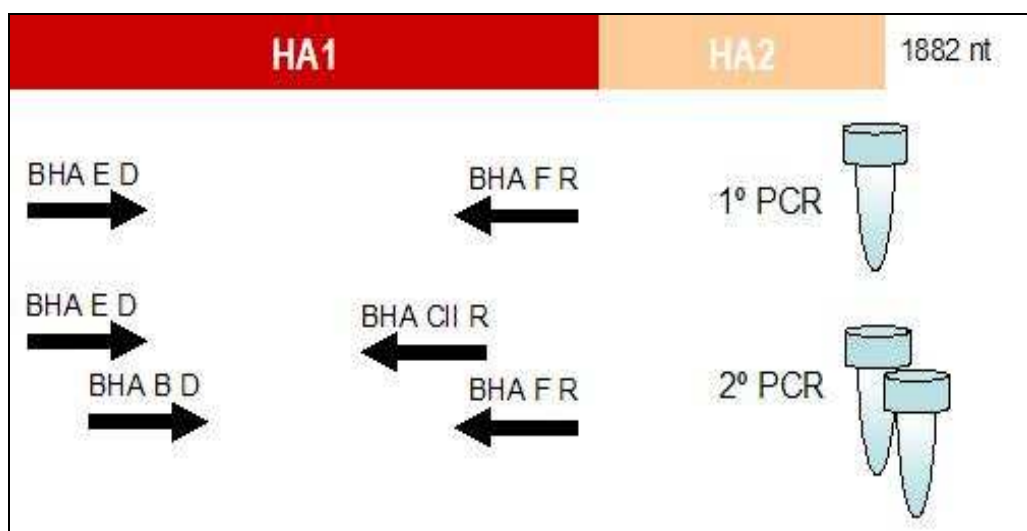 HA1 HA2 1882 nt
BHA E D BHA F R 1º PCR
BHA E D
BHA CII R
BHA B D BHA F R 2º PCR